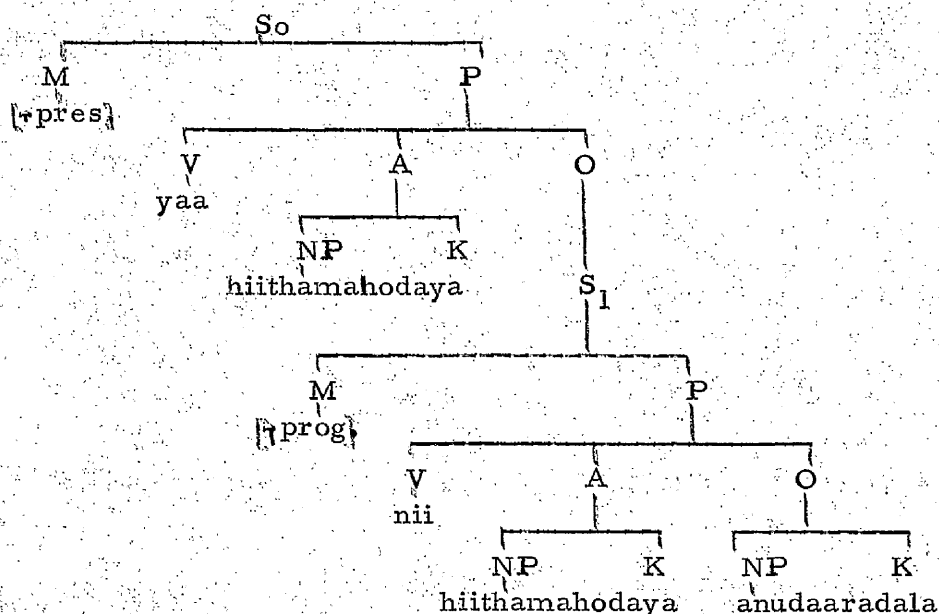 So
M P
[+pres]
V A O
yaa
NP K
hiithamahodaya S1
M P
[+prog]
V A O
nii
NP K NP K
hiithamahodaya anudaaradala